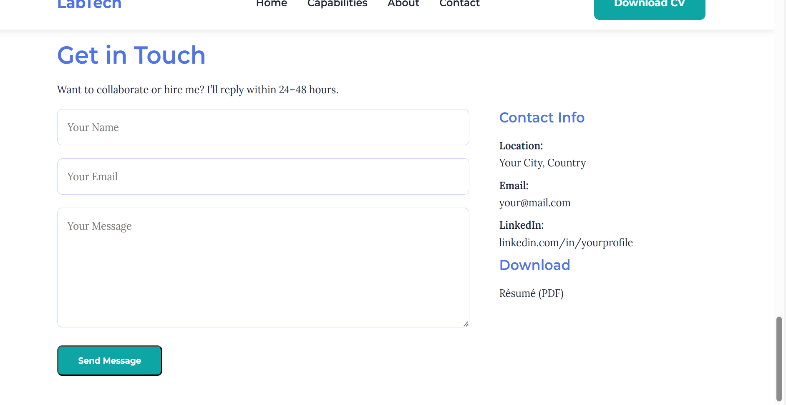 LabTech
Home Capabilities About Contact
Download CV
Get in Touch
Want to collaborate or hire me? I'll reply within 24–48 hours.
Your Name
Your Email
Your Message
Send Message
Contact Info
Location:
Your City, Country
Email:
your@mail.com
LinkedIn:
linkedin.com/in/yourprofile
Download
Résumé (PDF)